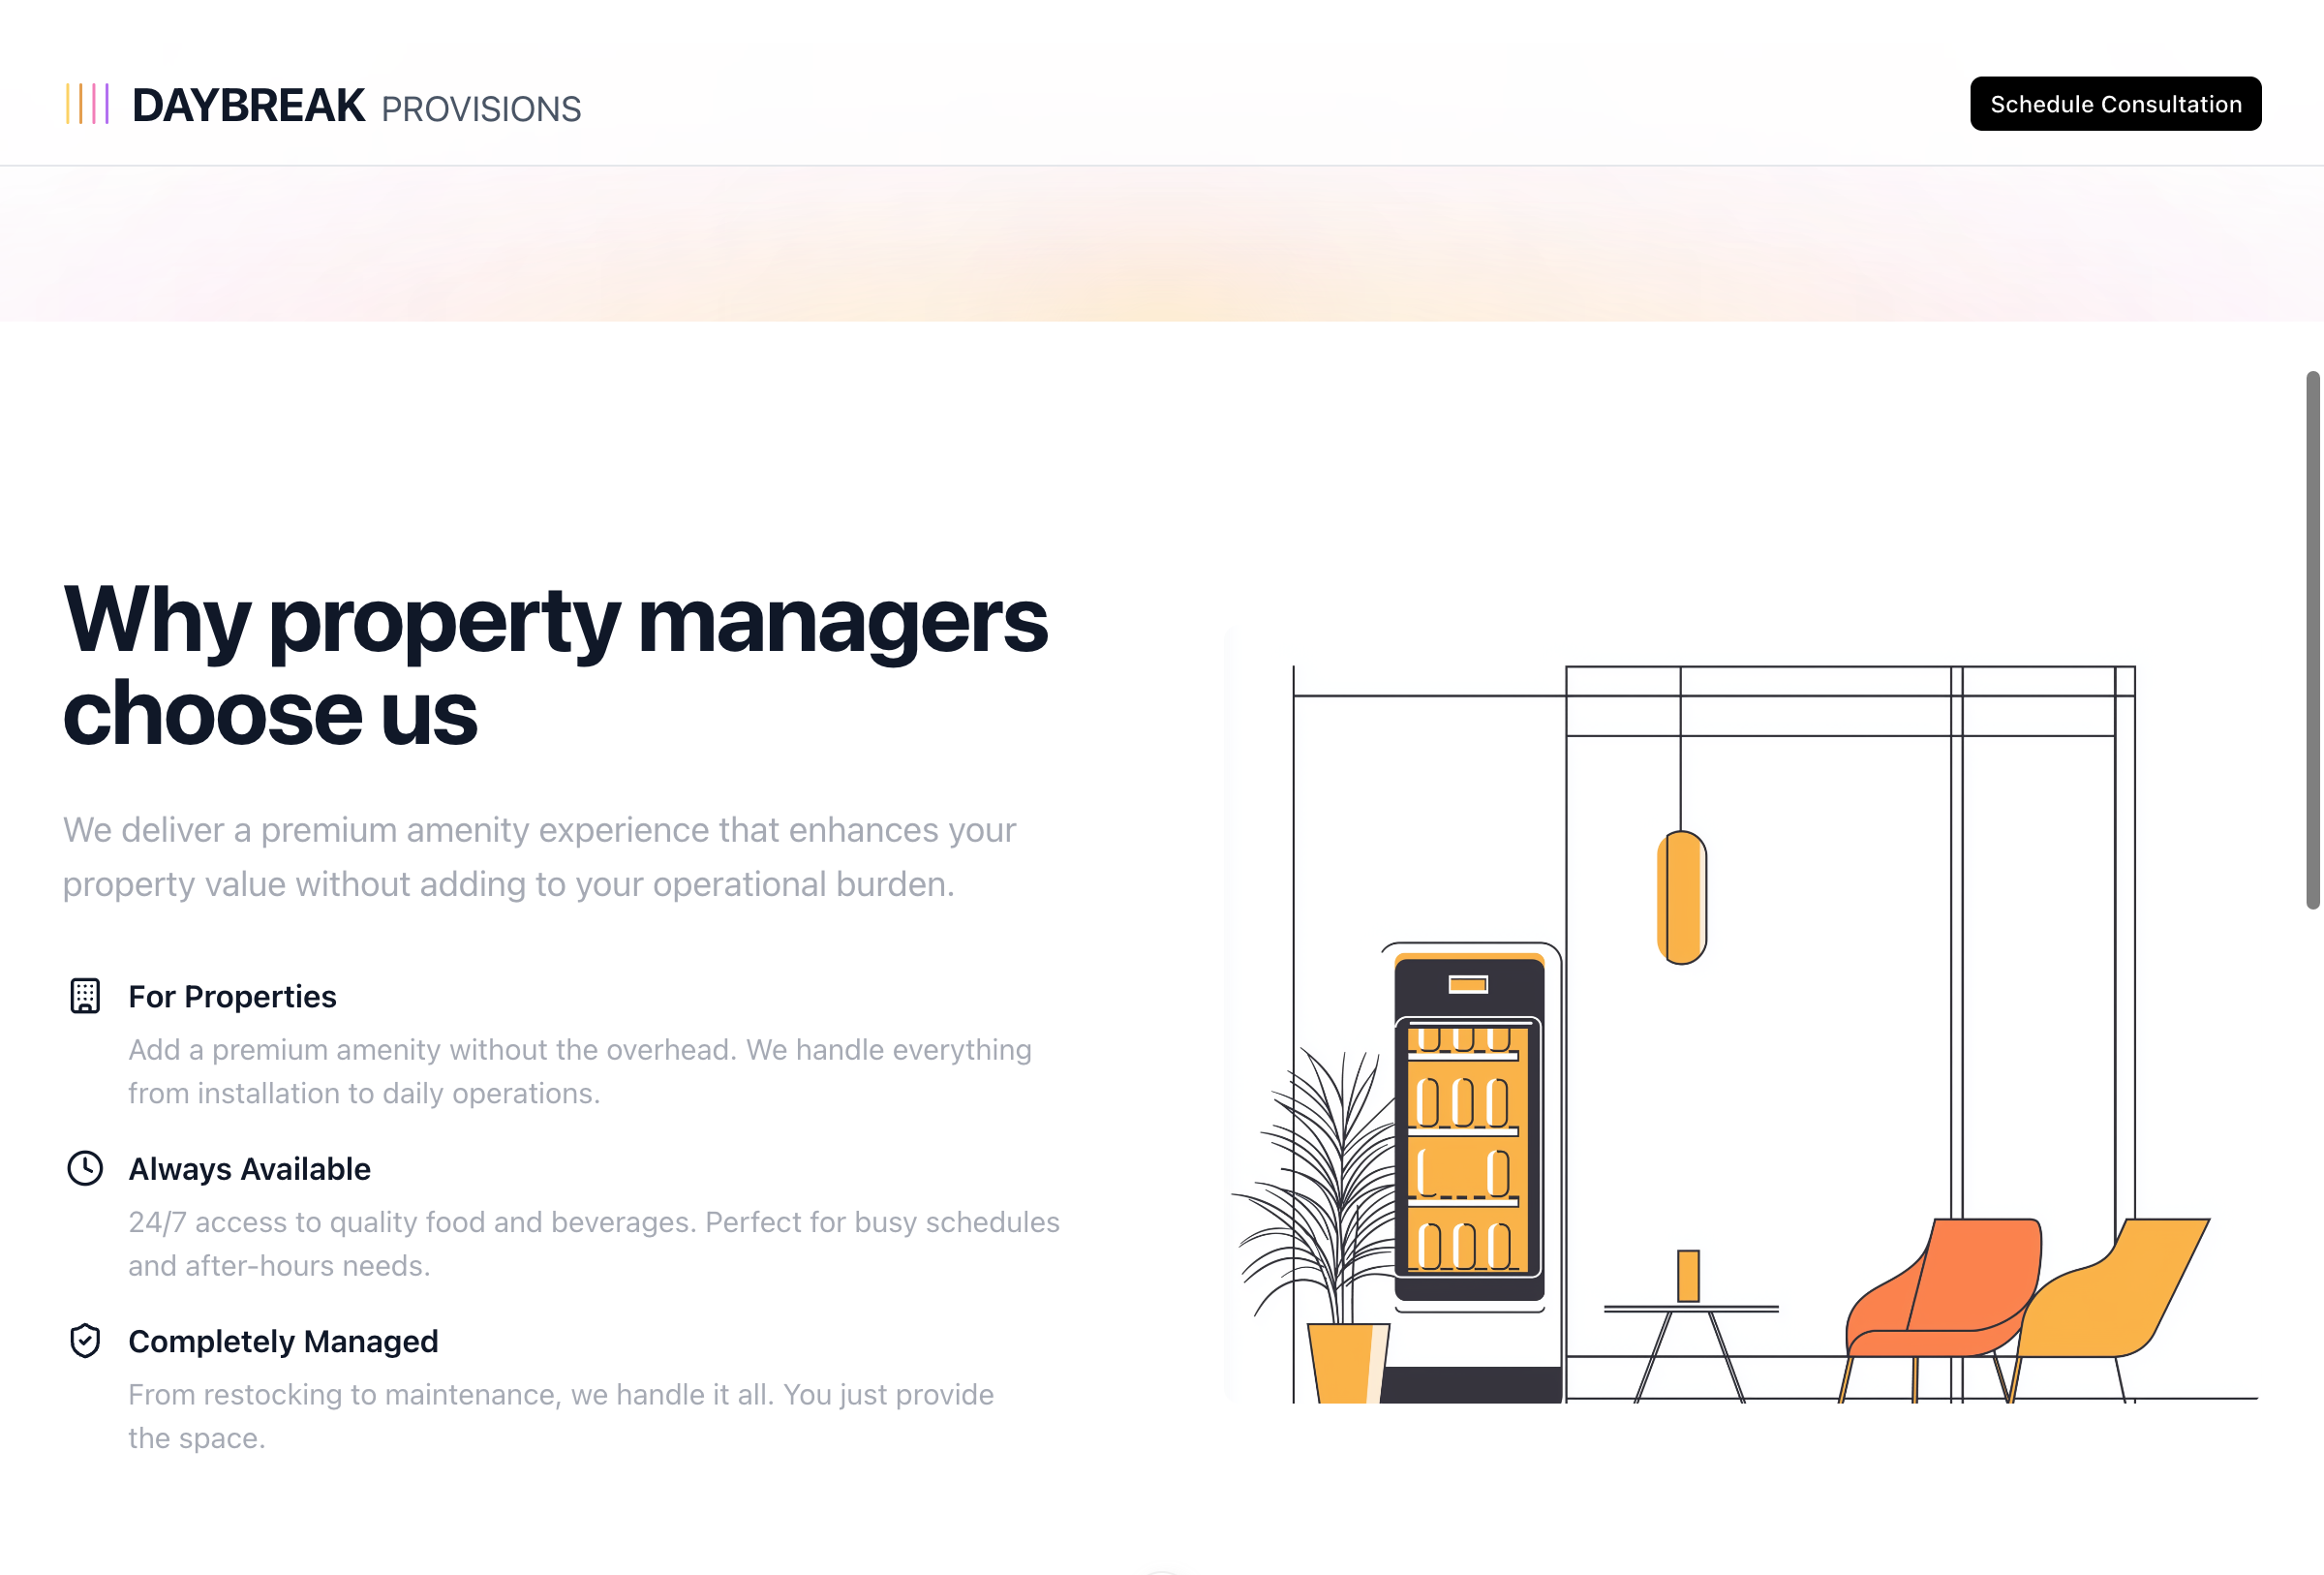 DAYBREAK PROVISIONS
Schedule Consultation
Why property managers
choose us
We deliver a premium amenity experience that enhances your
property value without adding to your operational burden.
For Properties
Add a premium amenity without the overhead. We handle everything
from installation to daily operations.
Always Available
24/7 access to quality food and beverages. Perfect for busy schedules
and after-hours needs.
Completely Managed
From restocking to maintenance, we handle it all. You just provide
the space.